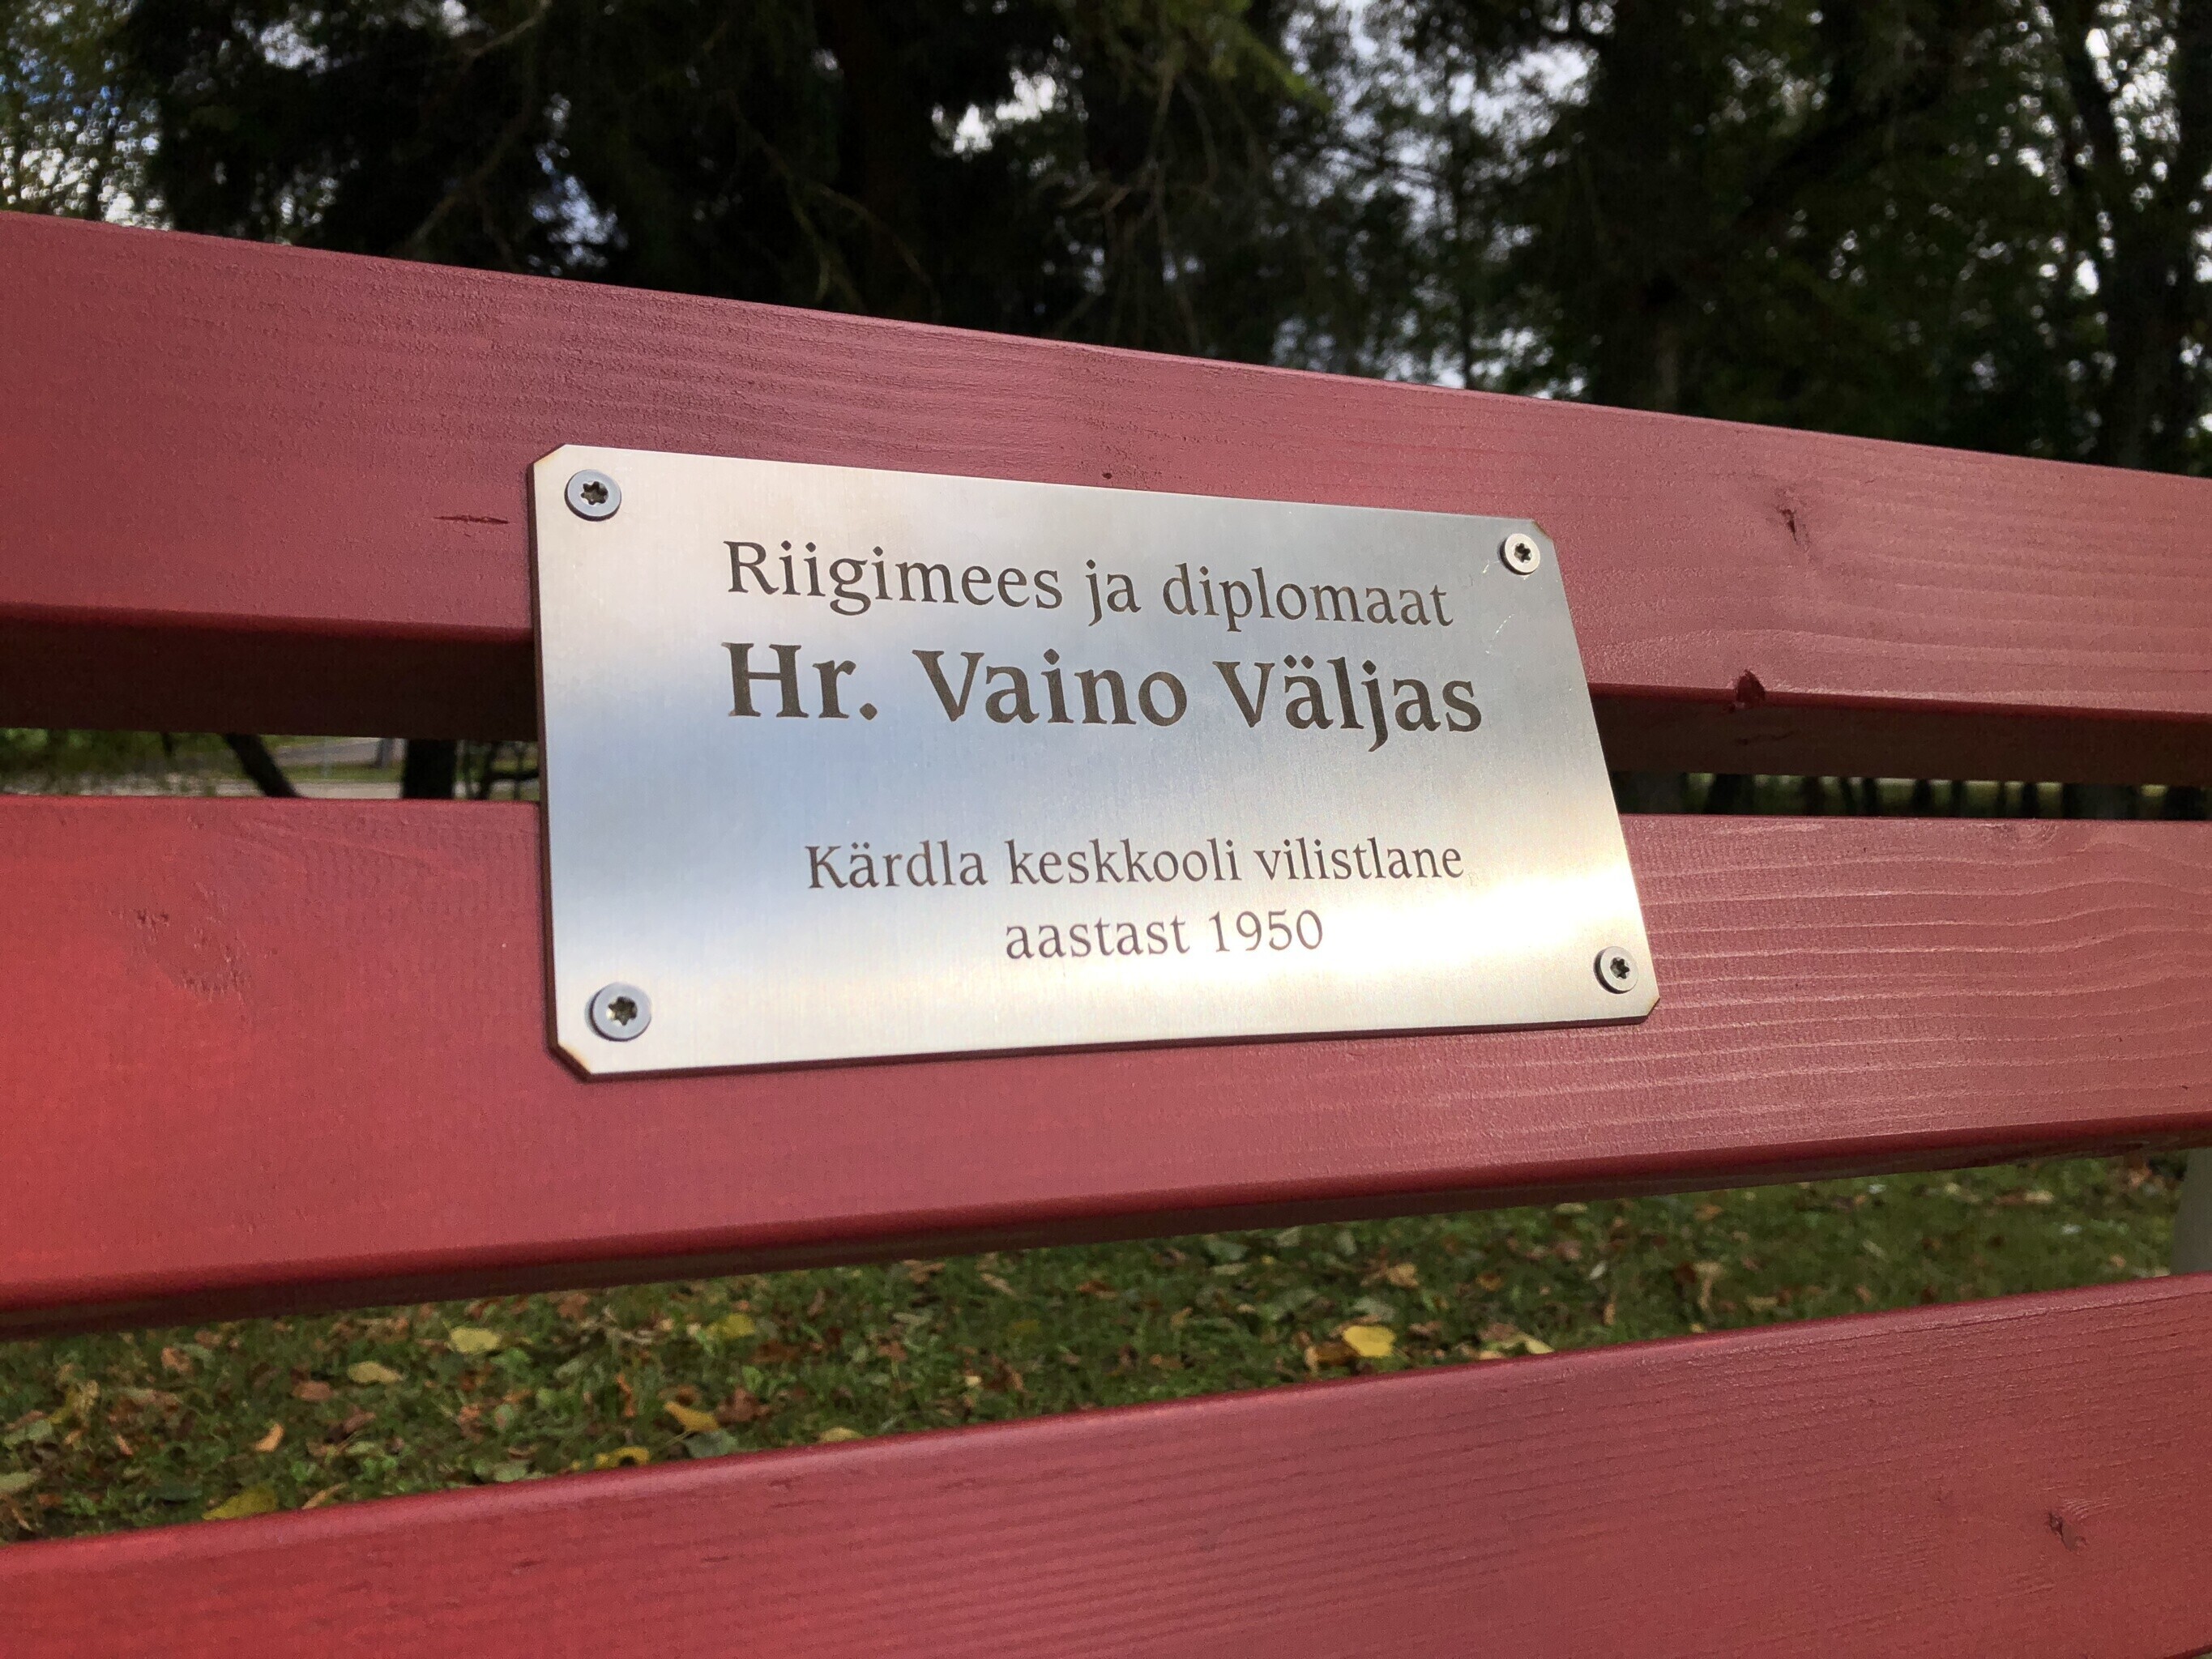 Riigimees ja diplomaat
Hr. Vaino Väljas
Kärdla keskkooli vilistlane
aastast 1950